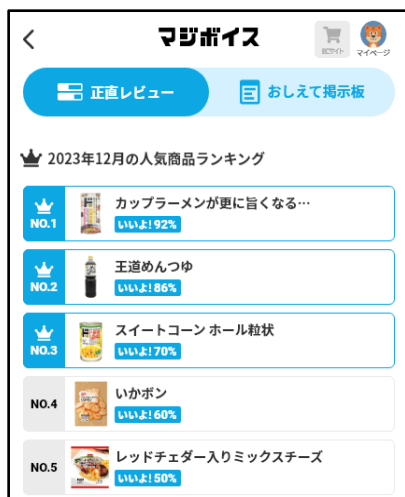 マジボイス
ECサイト
マイページ
正直レビュー
おしえて掲示板
2023年12月の人気商品ランキング
NO.1
カップラーメンが更に旨くなる…
いいよ!92%
NO.2
王道めんつゆ
いいよ!86%
NO.3
スイートコーン ホール粒状
いいよ!70%
NO.4
いかボン
いいよ!60%
NO.5
レッドチェダー入りミックスチーズ
いいよ!50%